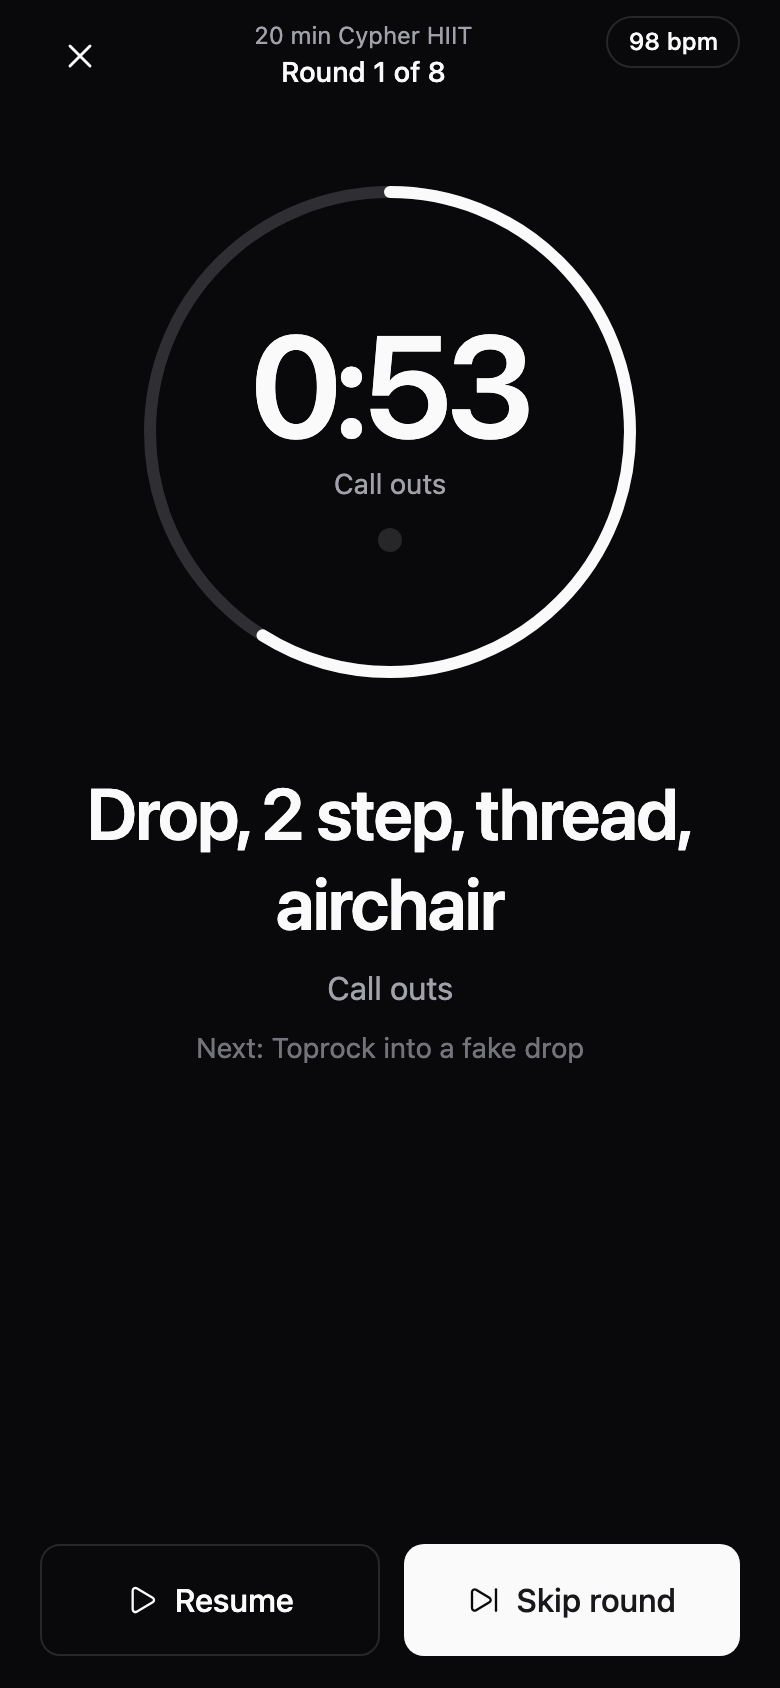 20 min Cypher HIIT
Round 1 of 8
98 bpm
0:53
Call outs
Drop, 2 step, thread,
airchair
Call outs
Next: Toprock into a fake drop
Resume
Skip round